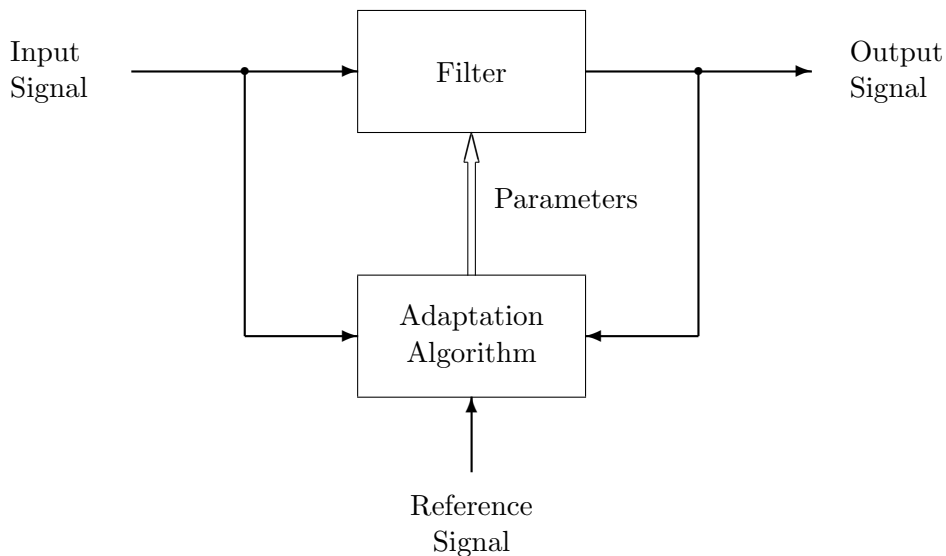 Input
Signal
Filter
Output
Signal
Parameters
Adaptation
Algorithm
Reference
Signal